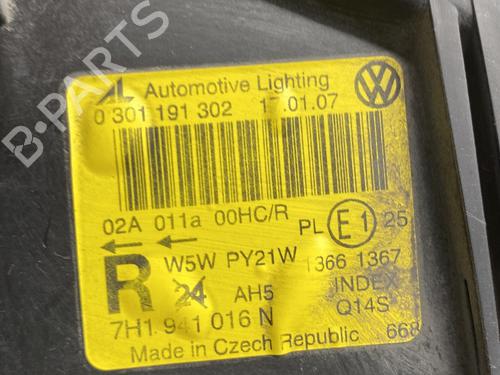 AL Automotive Lighting
0 301 191 302 17.01.07
02A 011a 00HC/R
PL E1 25
R W5W PY21W 1366 1367
24 AH5 INDEX
7H1 941 016 N Q14S
Made in Czech Republic 668
B-PARTS